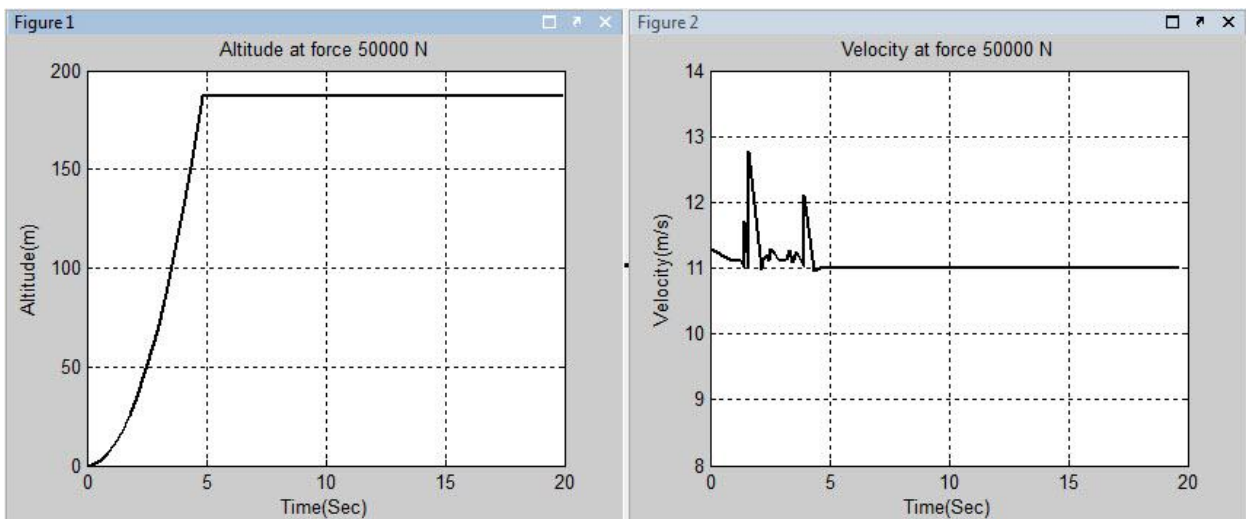 Figure 1
Altitude at force 50000 N
200
150
100
50
0
Altitude(m)
0 5 10 15 20
Time(Sec)
Figure 2
Velocity at force 50000 N
14
13
12
11
10
9
8
Velocity(m/s)
0 5 10 15 20
Time(Sec)